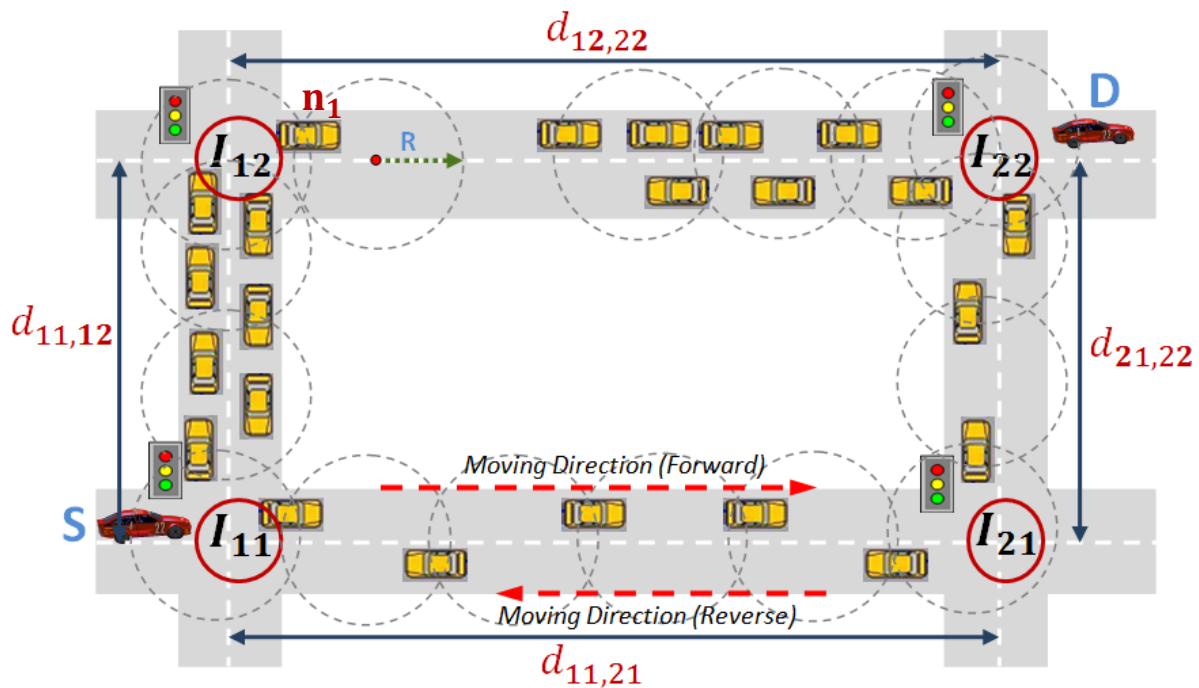 d12,22
n1
D
R
I12
I22
d11,12
d21,22
Moving Direction (Forward)
S
22
I11
I21
Moving Direction (Reverse)
d11,21